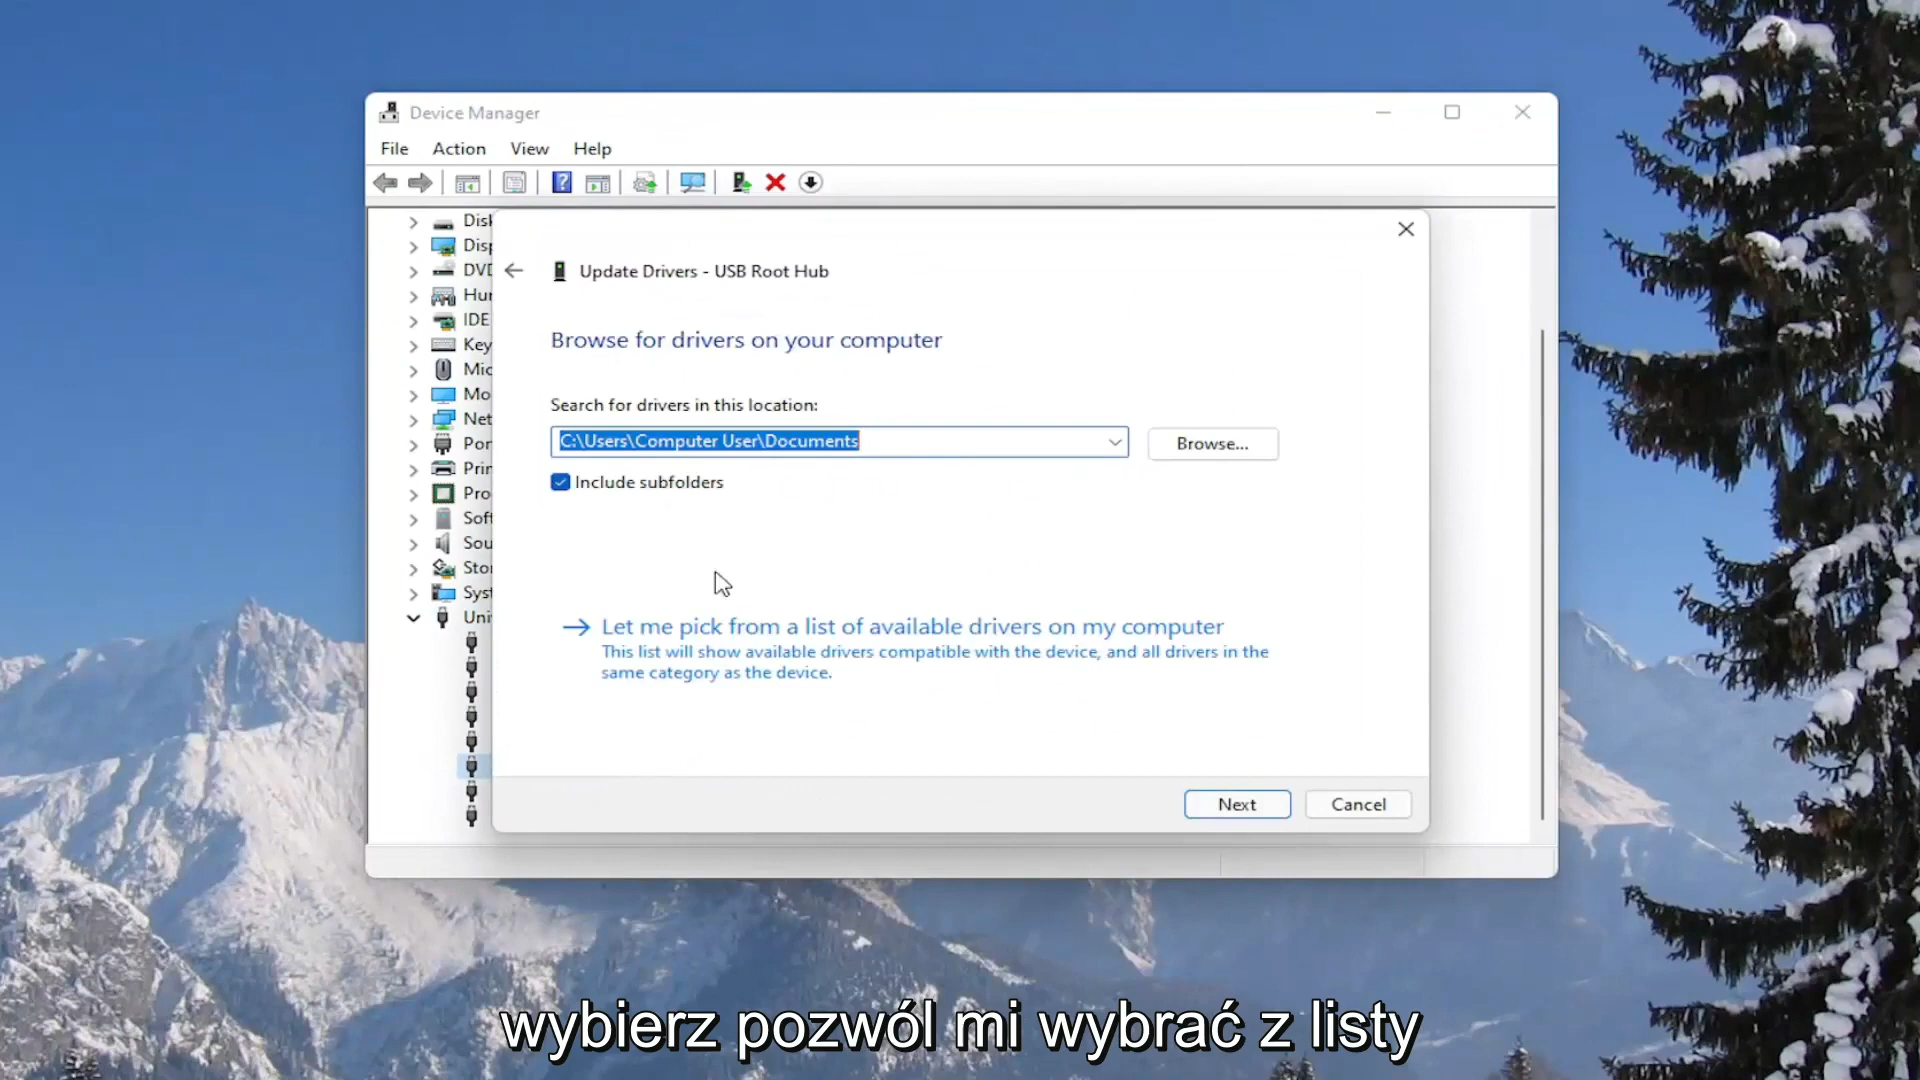 Device Manager
File Action View Help
Disk
Disp
DVD
Hum
IDE
Key
Mic
Mo
Net
Por
Prin
Pro
Soft
Sou
Stor
Syst
Uni
Update Drivers - USB Root Hub
Browse for drivers on your computer
Search for drivers in this location:
C:\Users\Computer User\Documents
Browse...
Include subfolders
Let me pick from a list of available drivers on my computer
This list will show available drivers compatible with the device, and all drivers in the
same category as the device.
Next Cancel
wybierz pozwól mi wybrać z listy